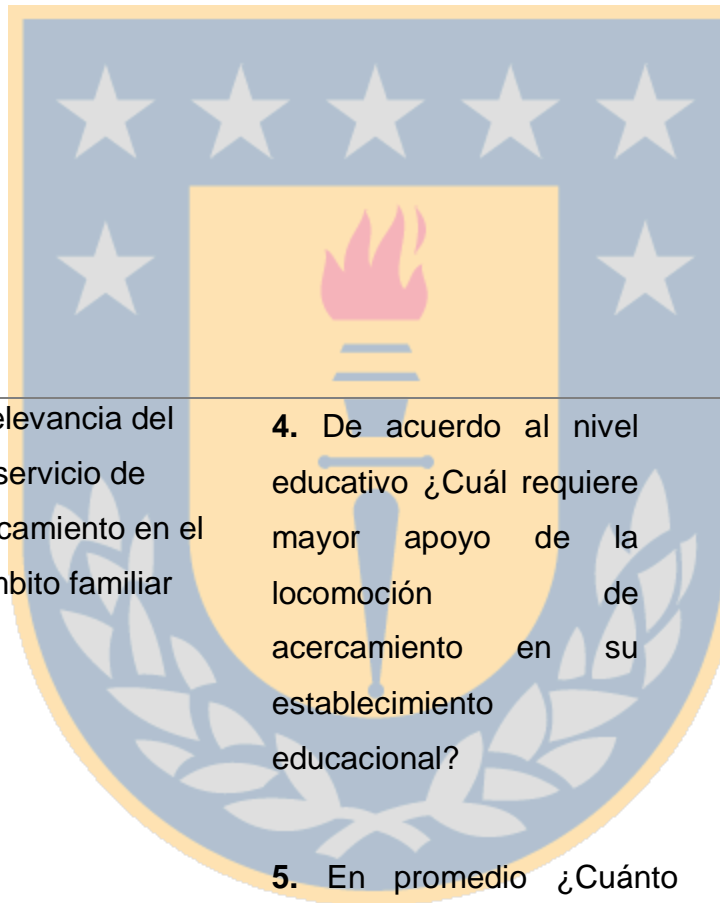 elevancia del
servicio de
camiento en el
nbito familiar
4. De acuerdo al nivel
educativo ¿Cuál requiere
mayor apoyo de la
locomoción de
acercamiento en su
establecimiento
educacional?
5. En promedio ¿Cuánto